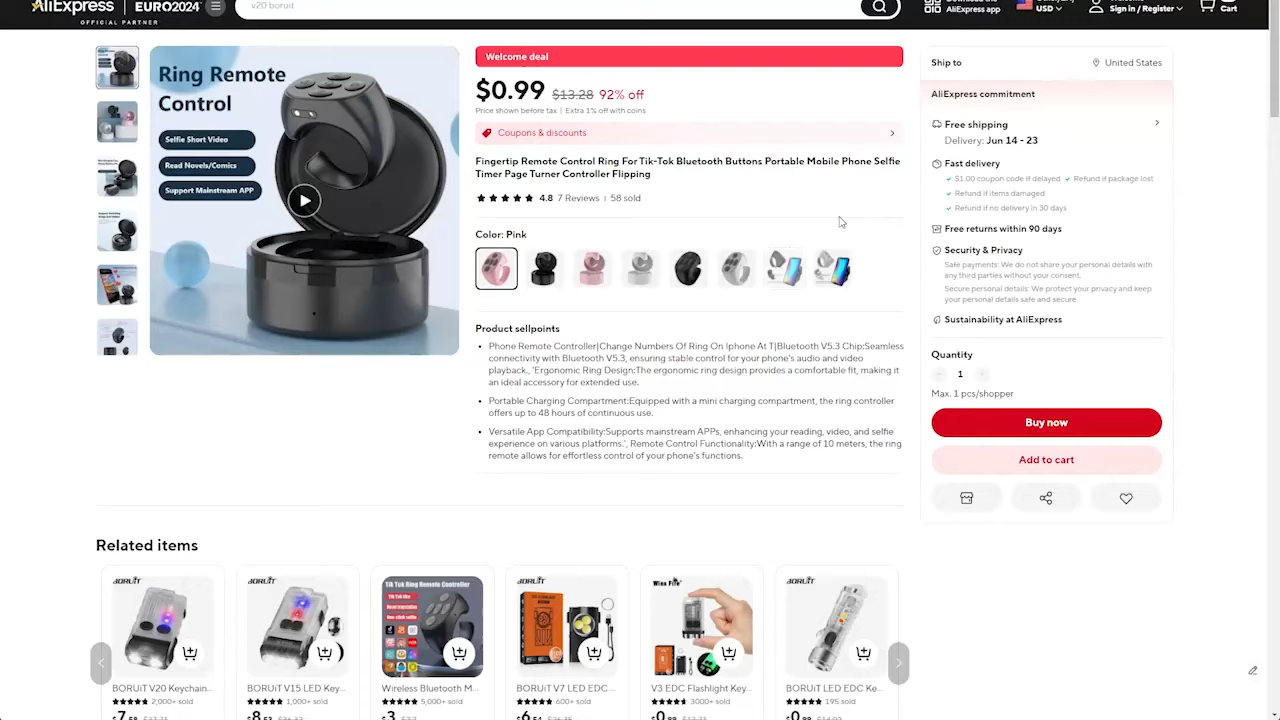 AliExpress | EURO2024
OFFICIAL PARTNER
v20 boruit
AliExpress app
USD
Sign in / Register
Cart
Ring Remote
Control
Selfie Short Video
Read Novels/Comics
Support Mainstream APP
Welcome deal
$0.99 $13.28 92% off
Price shown before tax | Extra 1% off with coins
Coupons & discounts
Fingertip Remote Control Ring For Tik-Tok Bluetooth Buttons Portable Mobile Phone Selfie
Timer Page Turner Controller Flipping
4.8 7 Reviews | 58 sold
Color: Pink
Product sellpoints
Phone Remote Controller|Change Numbers Of Ring On Iphone At T|Bluetooth V5.3 Chip:Seamless
connectivity with Bluetooth V5.3, ensuring stable control for your phone's audio and video
playback., 'Ergonomic Ring Design:The ergonomic ring design provides a comfortable fit, making it
an ideal accessory for extended use.
Portable Charging Compartment:Equipped with a mini charging compartment, the ring controller
offers up to 48 hours of continuous use.
Versatile App Compatibility:Supports mainstream APPs, enhancing your reading, video, and selfie
experience on various platforms.', Remote Control Functionality:With a range of 10 meters, the ring
remote allows for effortless control of your phone's functions.
Ship to
United States
AliExpress commitment
Free shipping
Delivery: Jun 14 - 23
Fast delivery
$1.00 coupon code if delayed
Refund if package lost
Refund if items damaged
Refund if no delivery in 30 days
Free returns within 90 days
Security & Privacy
Safe payments: We do not share your personal details with
any third parties without your consent.
Secure personal details: We protect your privacy and keep
your personal details safe and secure.
Sustainability at AliExpress
Quantity
1
Max. 1 pcs/shopper
Buy now
Add to cart
Related items
BORUiT
BORUiT V20 Keychain...
2,000+ sold
BORUiT
BORUiT V15 LED Key...
1,000+ sold
Tik Tok Ring Remote Controller
Wireless Bluetooth M...
5,000+ sold
BORUiT
BORUiT V7 LED EDC ...
600+ sold
Wins Fire
V3 EDC Flashlight Key...
3000+ sold
BORUiT
BORUiT LED EDC Ke...
195 sold